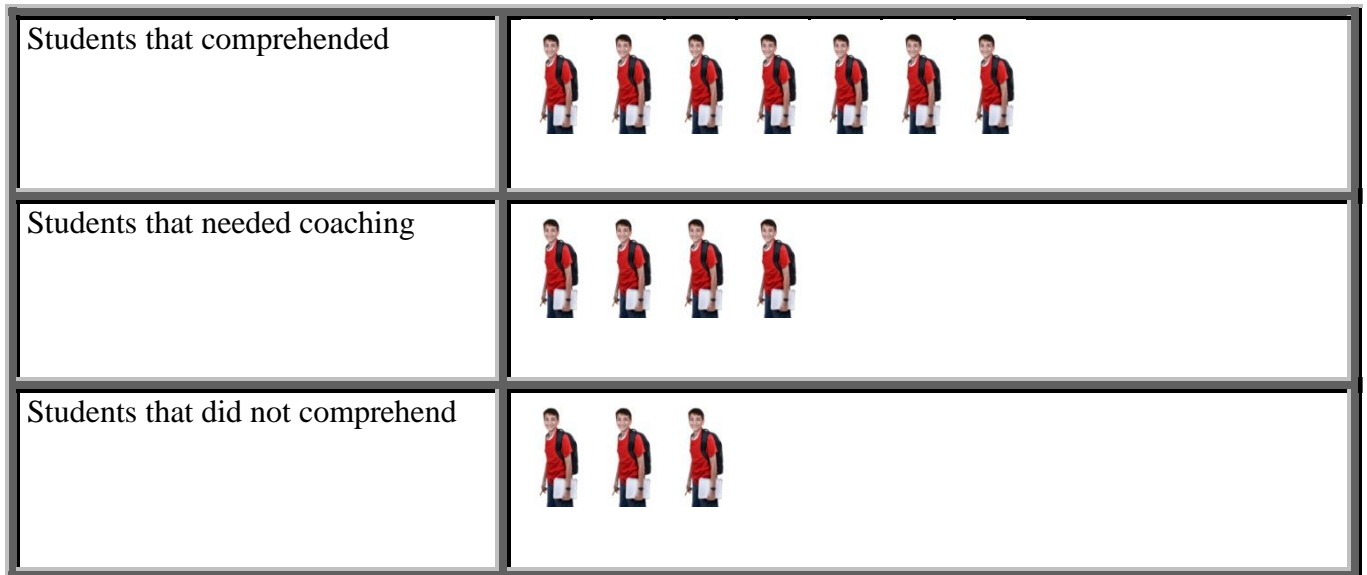 Students that comprehended
Students that needed coaching
Students that did not comprehend